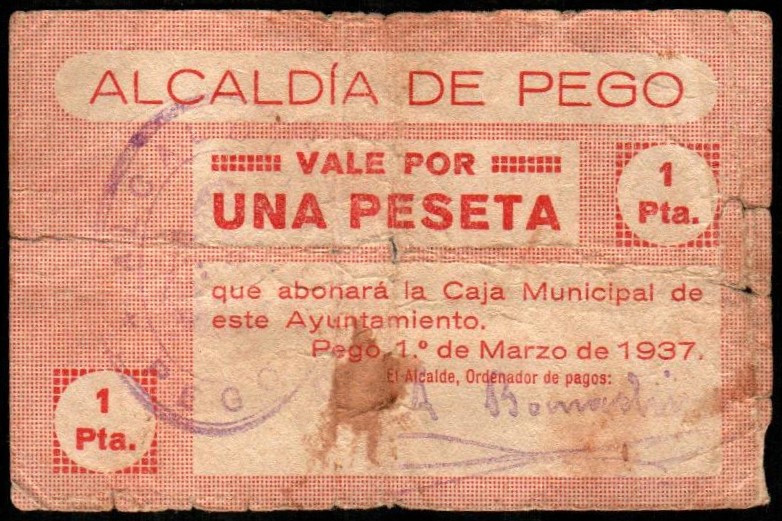 ALCALDÍA DE PEGO
VALE POR
UNA PESETA
1
Pta.
que abonará la Caja Municipal de
este Ayuntamiento.
Pego, 1.º de Marzo de 1937.
El Alcalde, Ordenador de pagos:
1
Pta.
PEGO